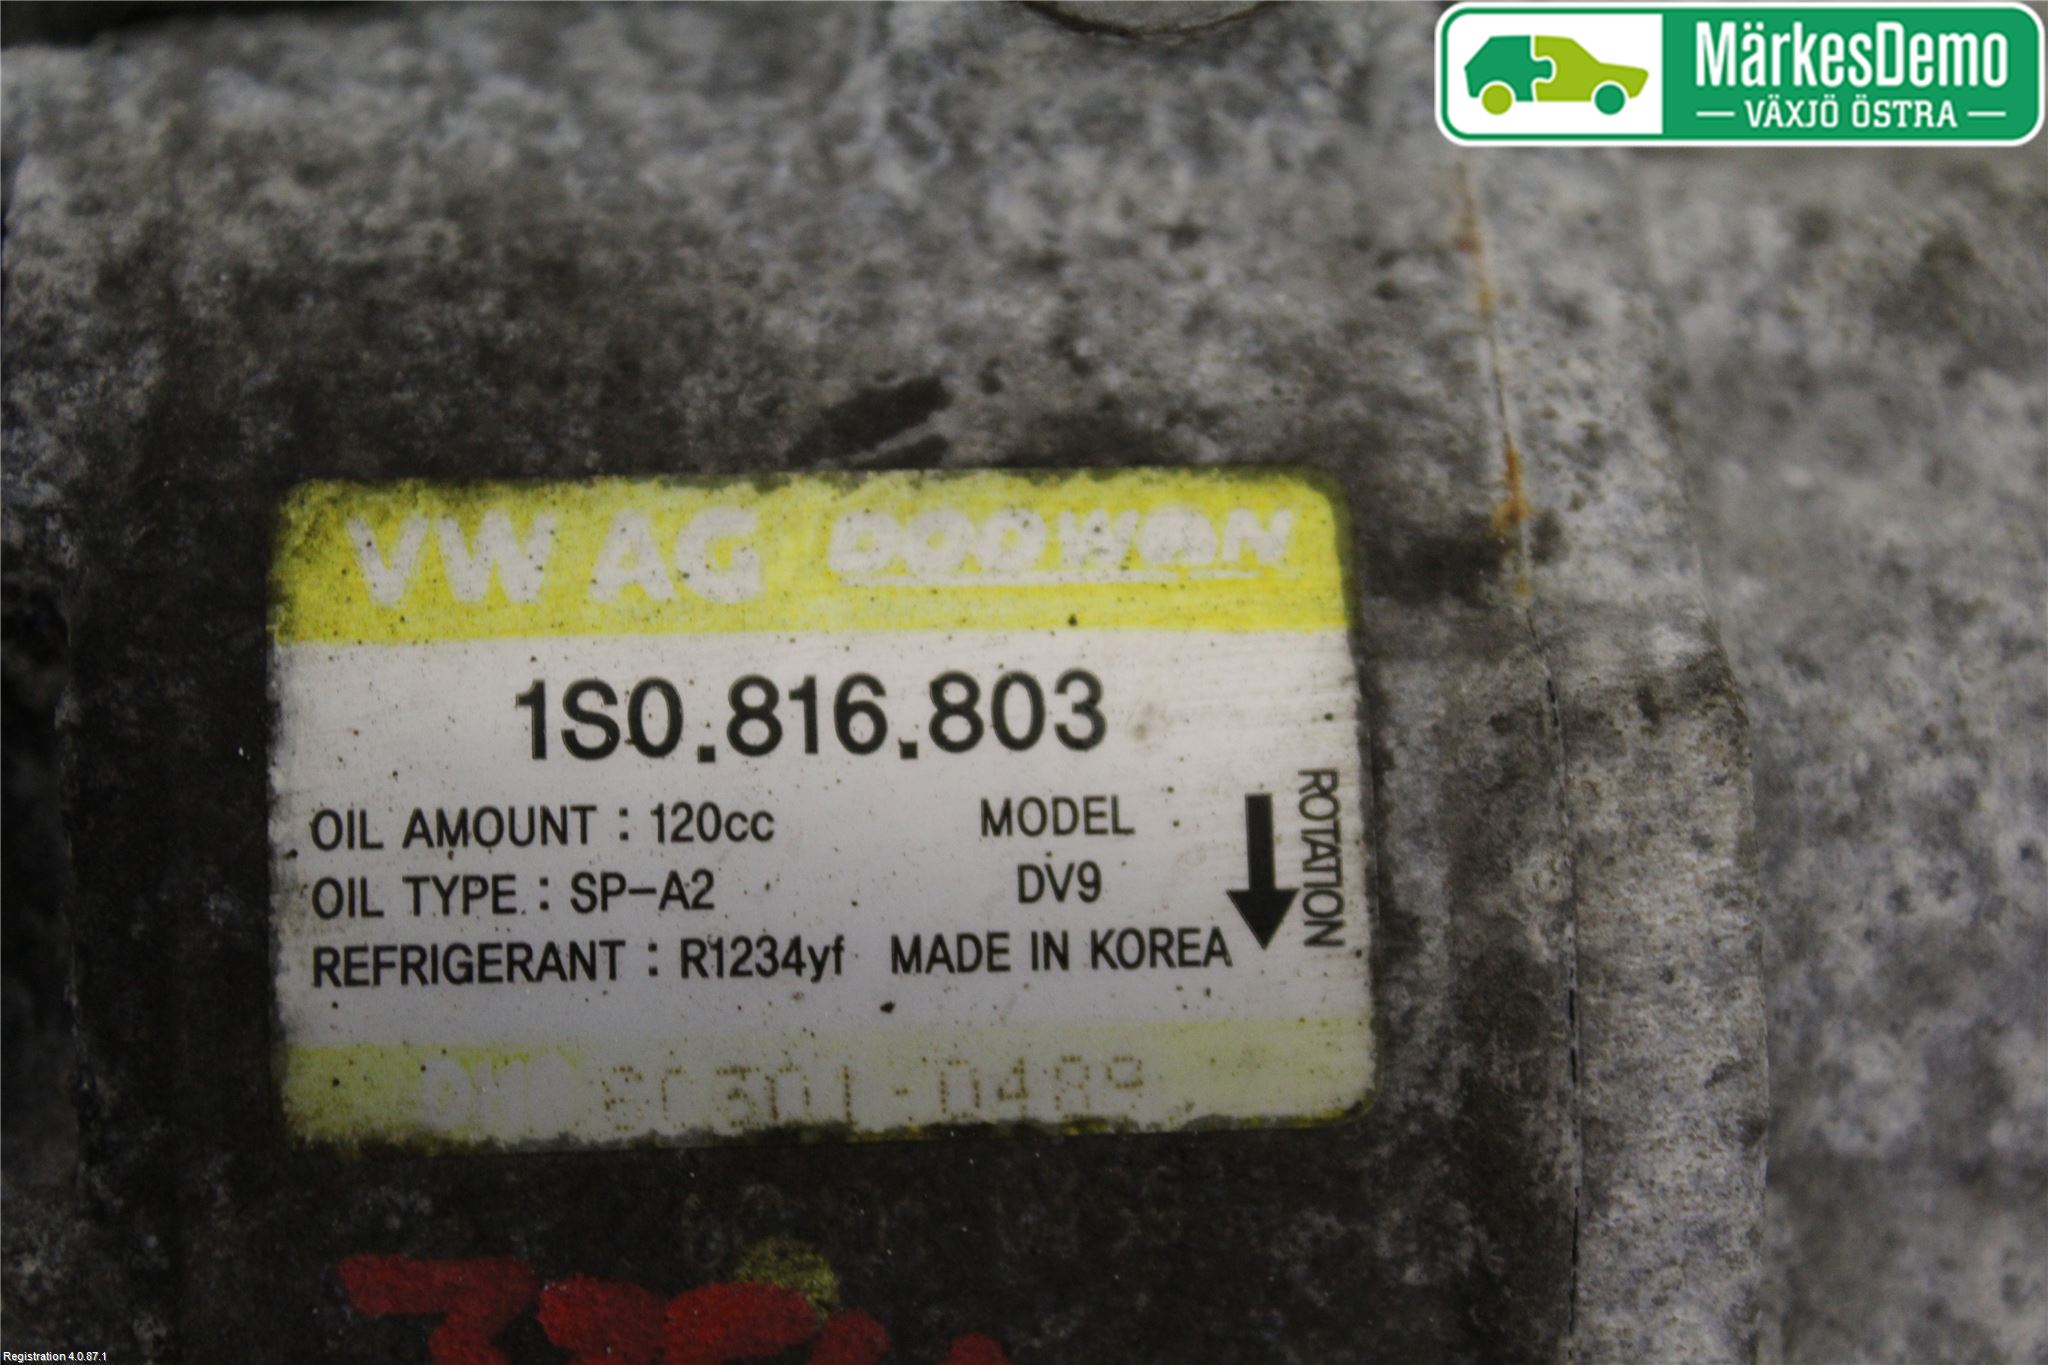 MärkesDemo
VÄXJÖ ÖSTRA
VW AG DOOWON
1S0.816.803
OIL AMOUNT : 120cc MODEL
OIL TYPE : SP-A2 DV9
REFRIGERANT : R1234yf MADE IN KOREA
ROTATION
Registration 4.0.87.1